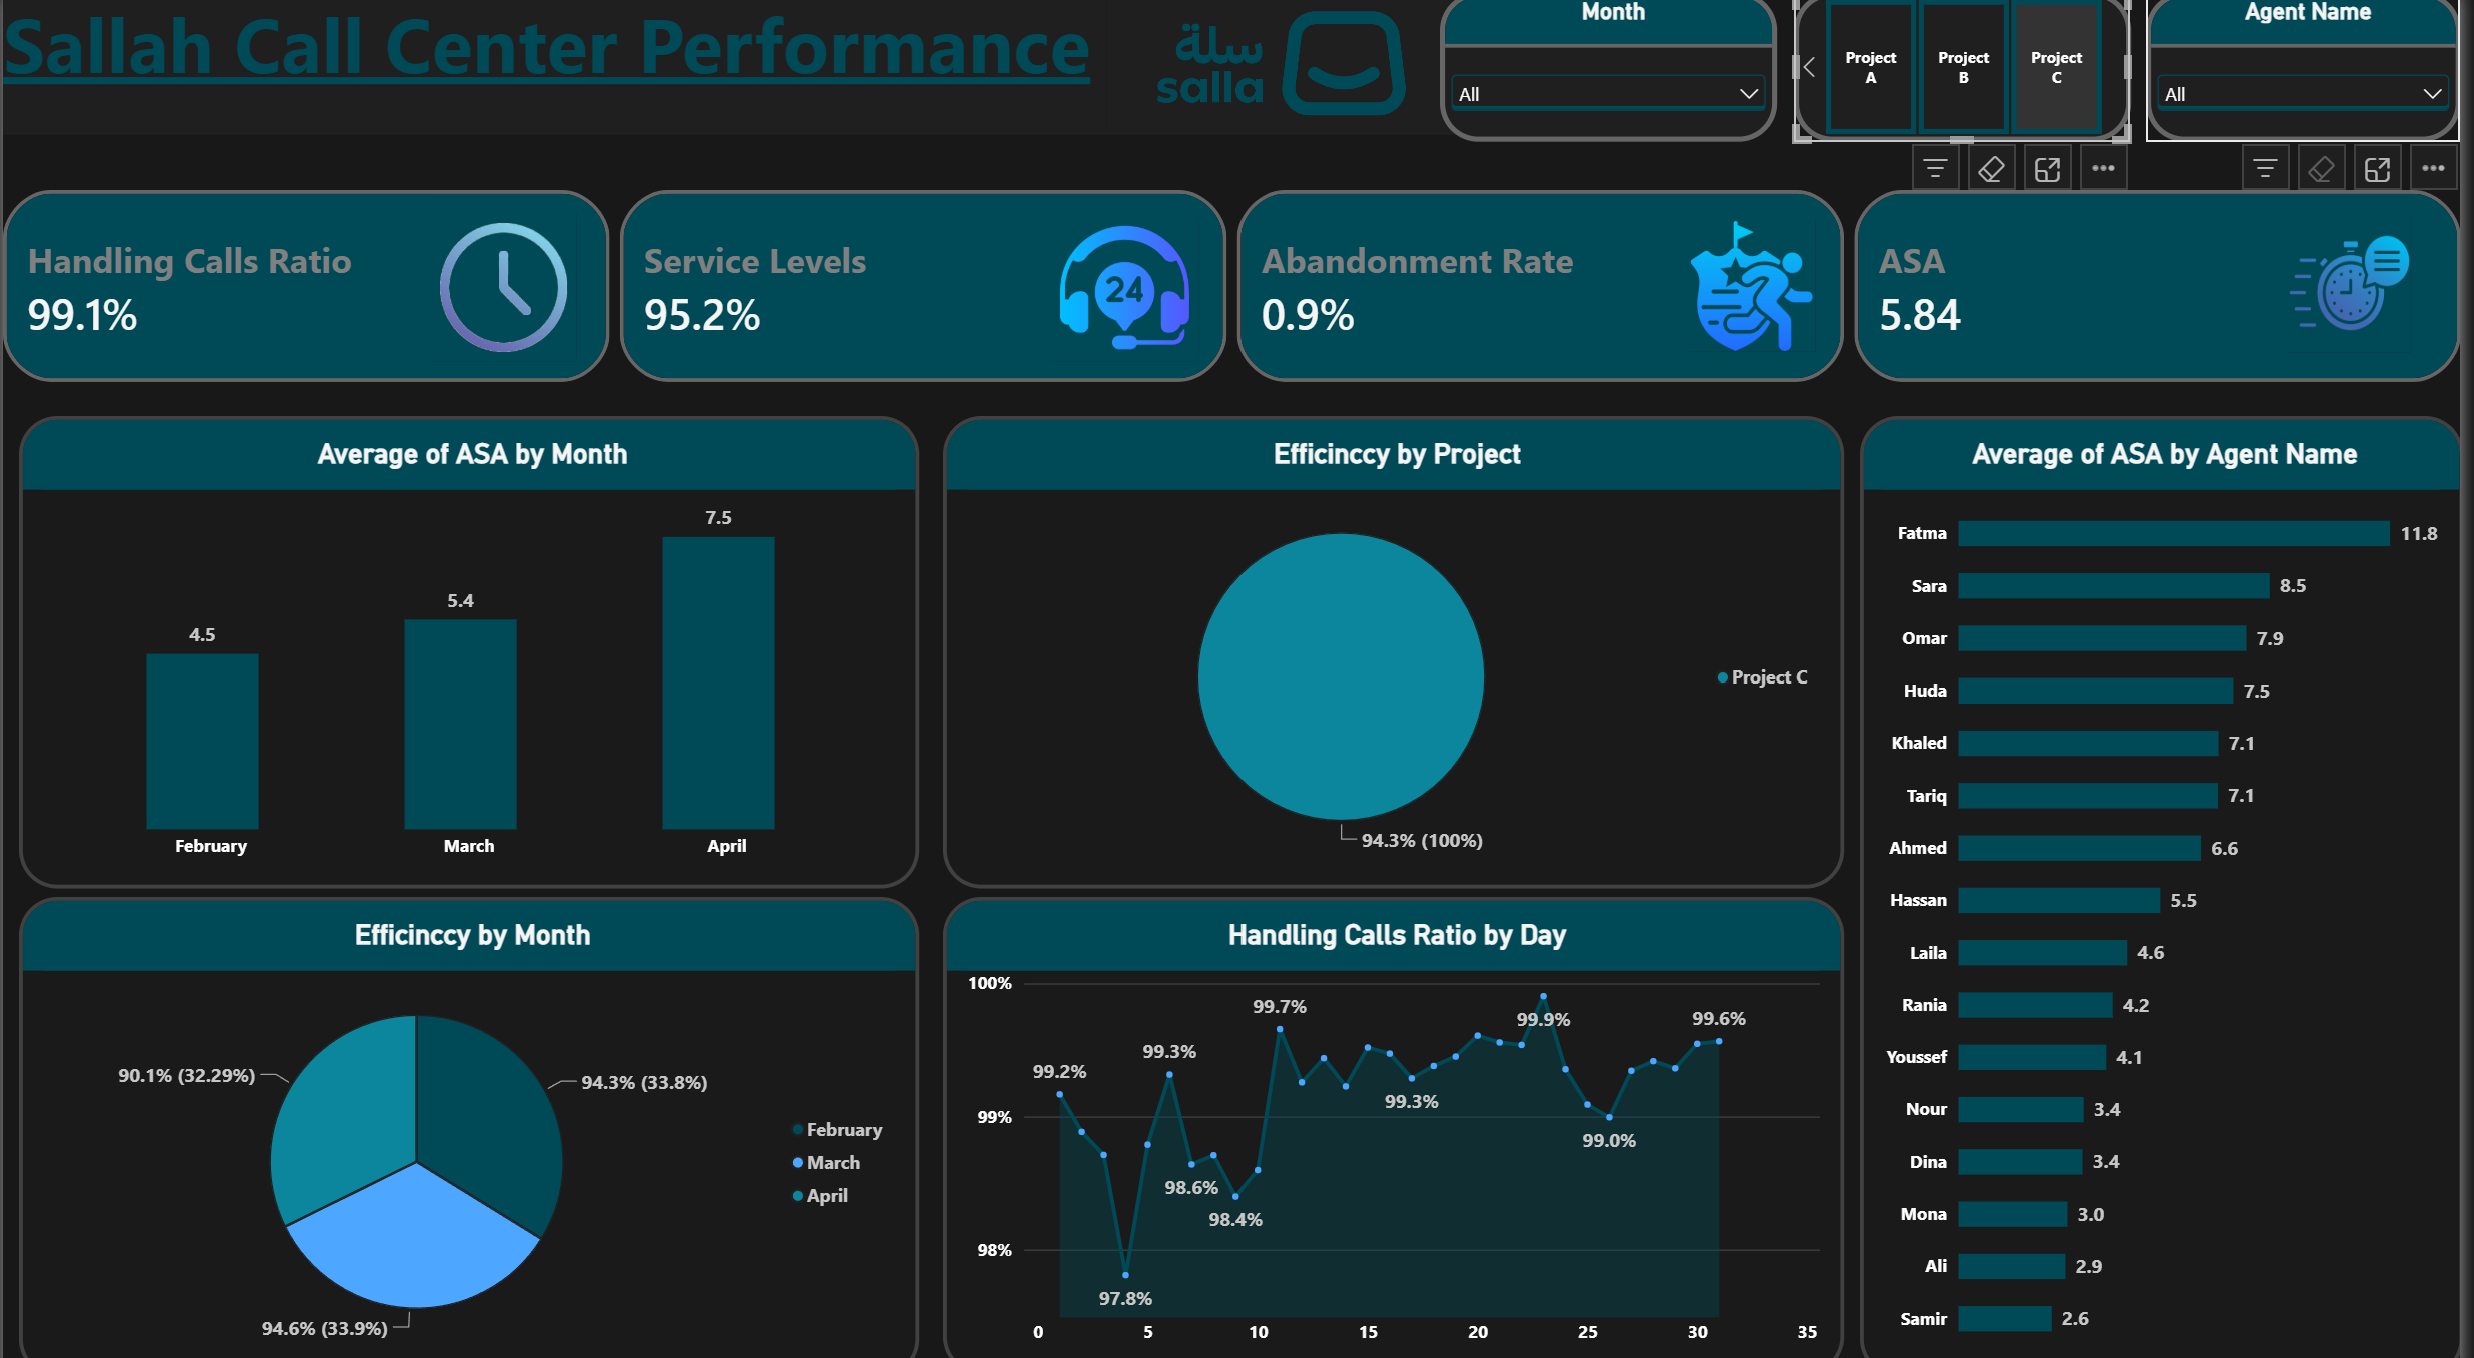 Sallah Call Center Performance
سلة
salla
Month
All
Project
A
Project
B
Project
C
Agent Name
All
Handling Calls Ratio
99.1%
Service Levels
95.2%
24
Abandonment Rate
0.9%
ASA
5.84
Average of ASA by Month
7.5
5.4
4.5
February
March
April
Efficinccy by Project
Project C
94.3% (100%)
Average of ASA by Agent Name
Fatma 11.8
Sara 8.5
Omar 7.9
Huda 7.5
Khaled 7.1
Tariq 7.1
Ahmed 6.6
Hassan 5.5
Laila 4.6
Rania 4.2
Youssef 4.1
Nour 3.4
Dina 3.4
Mona 3.0
Ali 2.9
Samir 2.6
Efficinccy by Month
90.1% (32.29%)
94.3% (33.8%)
94.6% (33.9%)
February
March
April
Handling Calls Ratio by Day
100%
99%
98%
99.2%
97.8%
99.3%
98.6%
98.4%
99.7%
99.3%
99.9%
99.0%
99.6%
0 5 10 15 20 25 30 35